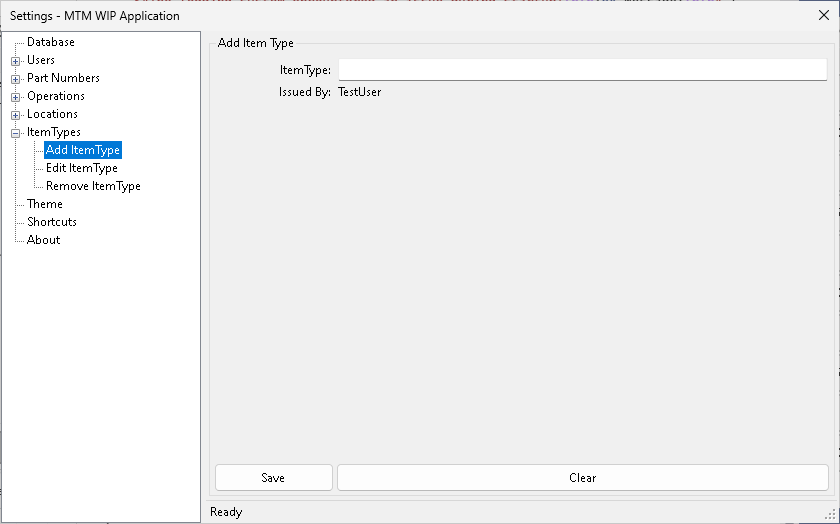 Settings - MTM WIP Application
Database
Users
Part Numbers
Operations
Locations
ItemTypes
Add ItemType
Edit ItemType
Remove ItemType
Theme
Shortcuts
About
Add Item Type
ItemType:
Issued By: TestUser
Save Clear
Ready